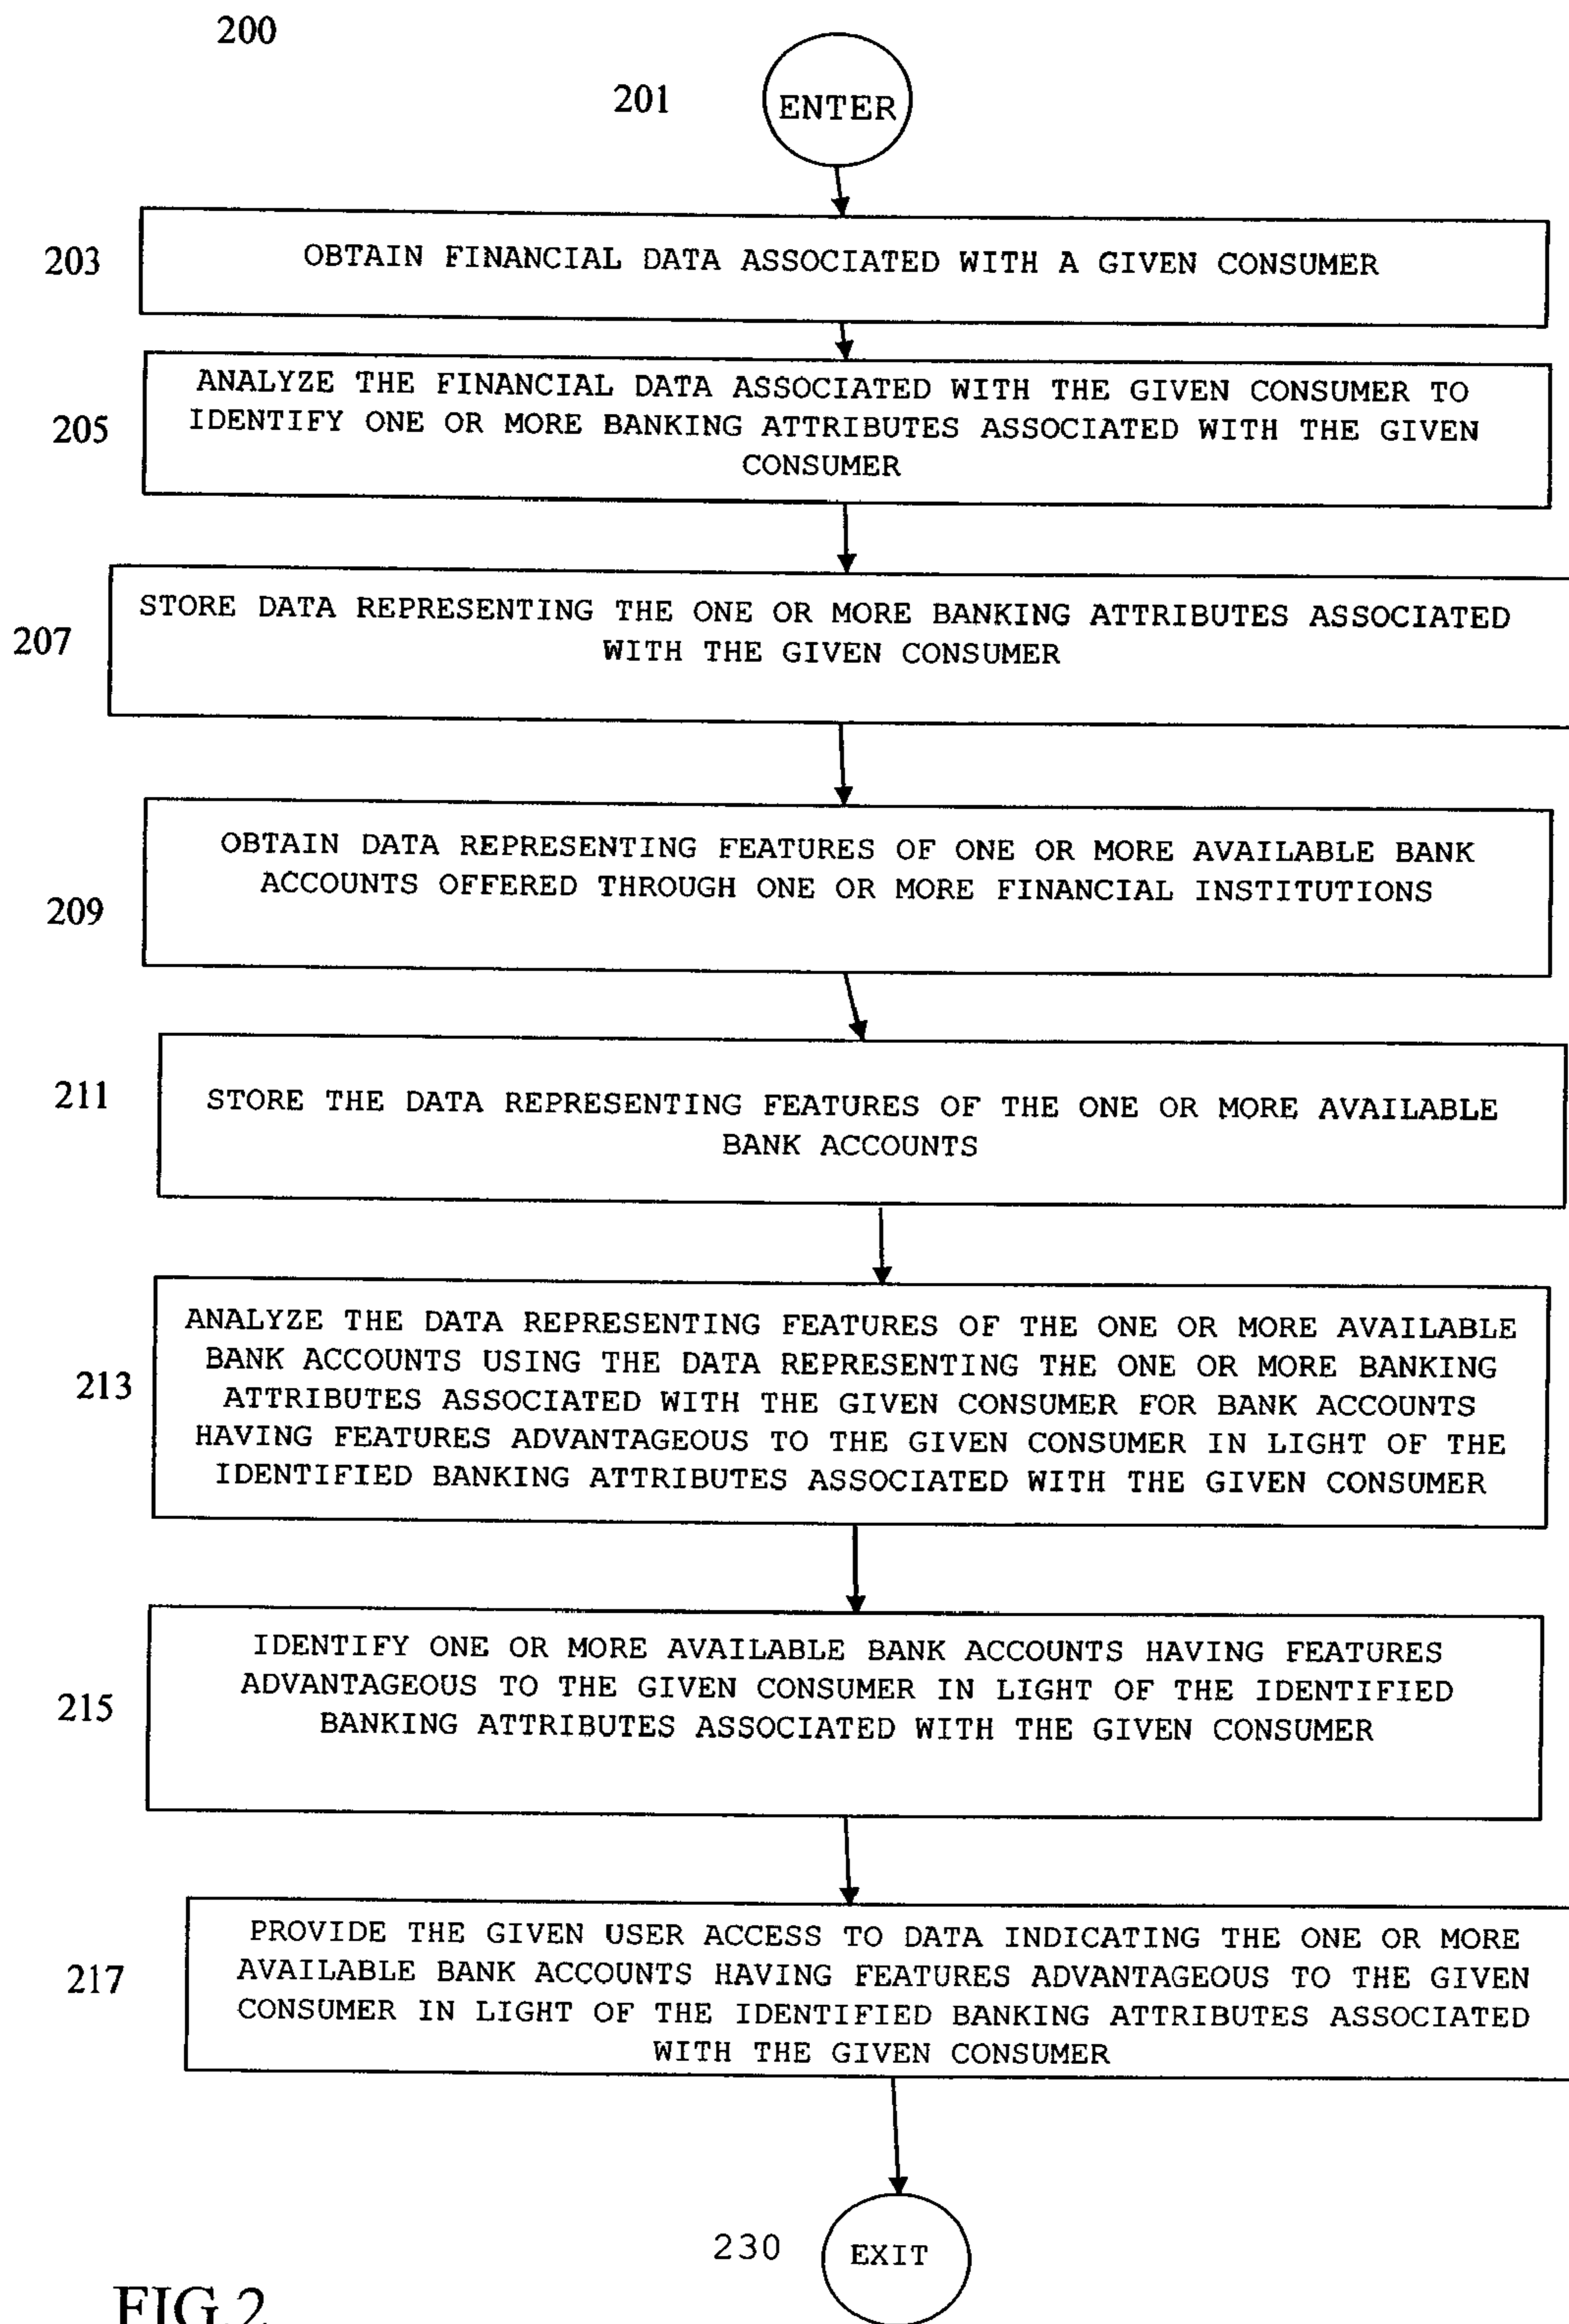 200
201
ENTER
203
OBTAIN FINANCIAL DATA ASSOCIATED WITH A GIVEN CONSUMER
205
ANALYZE THE FINANCIAL DATA ASSOCIATED WITH THE GIVEN CONSUMER TO
IDENTIFY ONE OR MORE BANKING ATTRIBUTES ASSOCIATED WITH THE GIVEN
CONSUMER
207
STORE DATA REPRESENTING THE ONE OR MORE BANKING ATTRIBUTES ASSOCIATED
WITH THE GIVEN CONSUMER
209
OBTAIN DATA REPRESENTING FEATURES OF ONE OR MORE AVAILABLE BANK
ACCOUNTS OFFERED THROUGH ONE OR MORE FINANCIAL INSTITUTIONS
211
STORE THE DATA REPRESENTING FEATURES OF THE ONE OR MORE AVAILABLE
BANK ACCOUNTS
213
ANALYZE THE DATA REPRESENTING FEATURES OF THE ONE OR MORE AVAILABLE
BANK ACCOUNTS USING THE DATA REPRESENTING THE ONE OR MORE BANKING
ATTRIBUTES ASSOCIATED WITH THE GIVEN CONSUMER FOR BANK ACCOUNTS
HAVING FEATURES ADVANTAGEOUS TO THE GIVEN CONSUMER IN LIGHT OF THE
IDENTIFIED BANKING ATTRIBUTES ASSOCIATED WITH THE GIVEN CONSUMER
215
IDENTIFY ONE OR MORE AVAILABLE BANK ACCOUNTS HAVING FEATURES
ADVANTAGEOUS TO THE GIVEN CONSUMER IN LIGHT OF THE IDENTIFIED
BANKING ATTRIBUTES ASSOCIATED WITH THE GIVEN CONSUMER
217
PROVIDE THE GIVEN USER ACCESS TO DATA INDICATING THE ONE OR MORE
AVAILABLE BANK ACCOUNTS HAVING FEATURES ADVANTAGEOUS TO THE GIVEN
CONSUMER IN LIGHT OF THE IDENTIFIED BANKING ATTRIBUTES ASSOCIATED
WITH THE GIVEN CONSUMER
230
EXIT
FIG.2